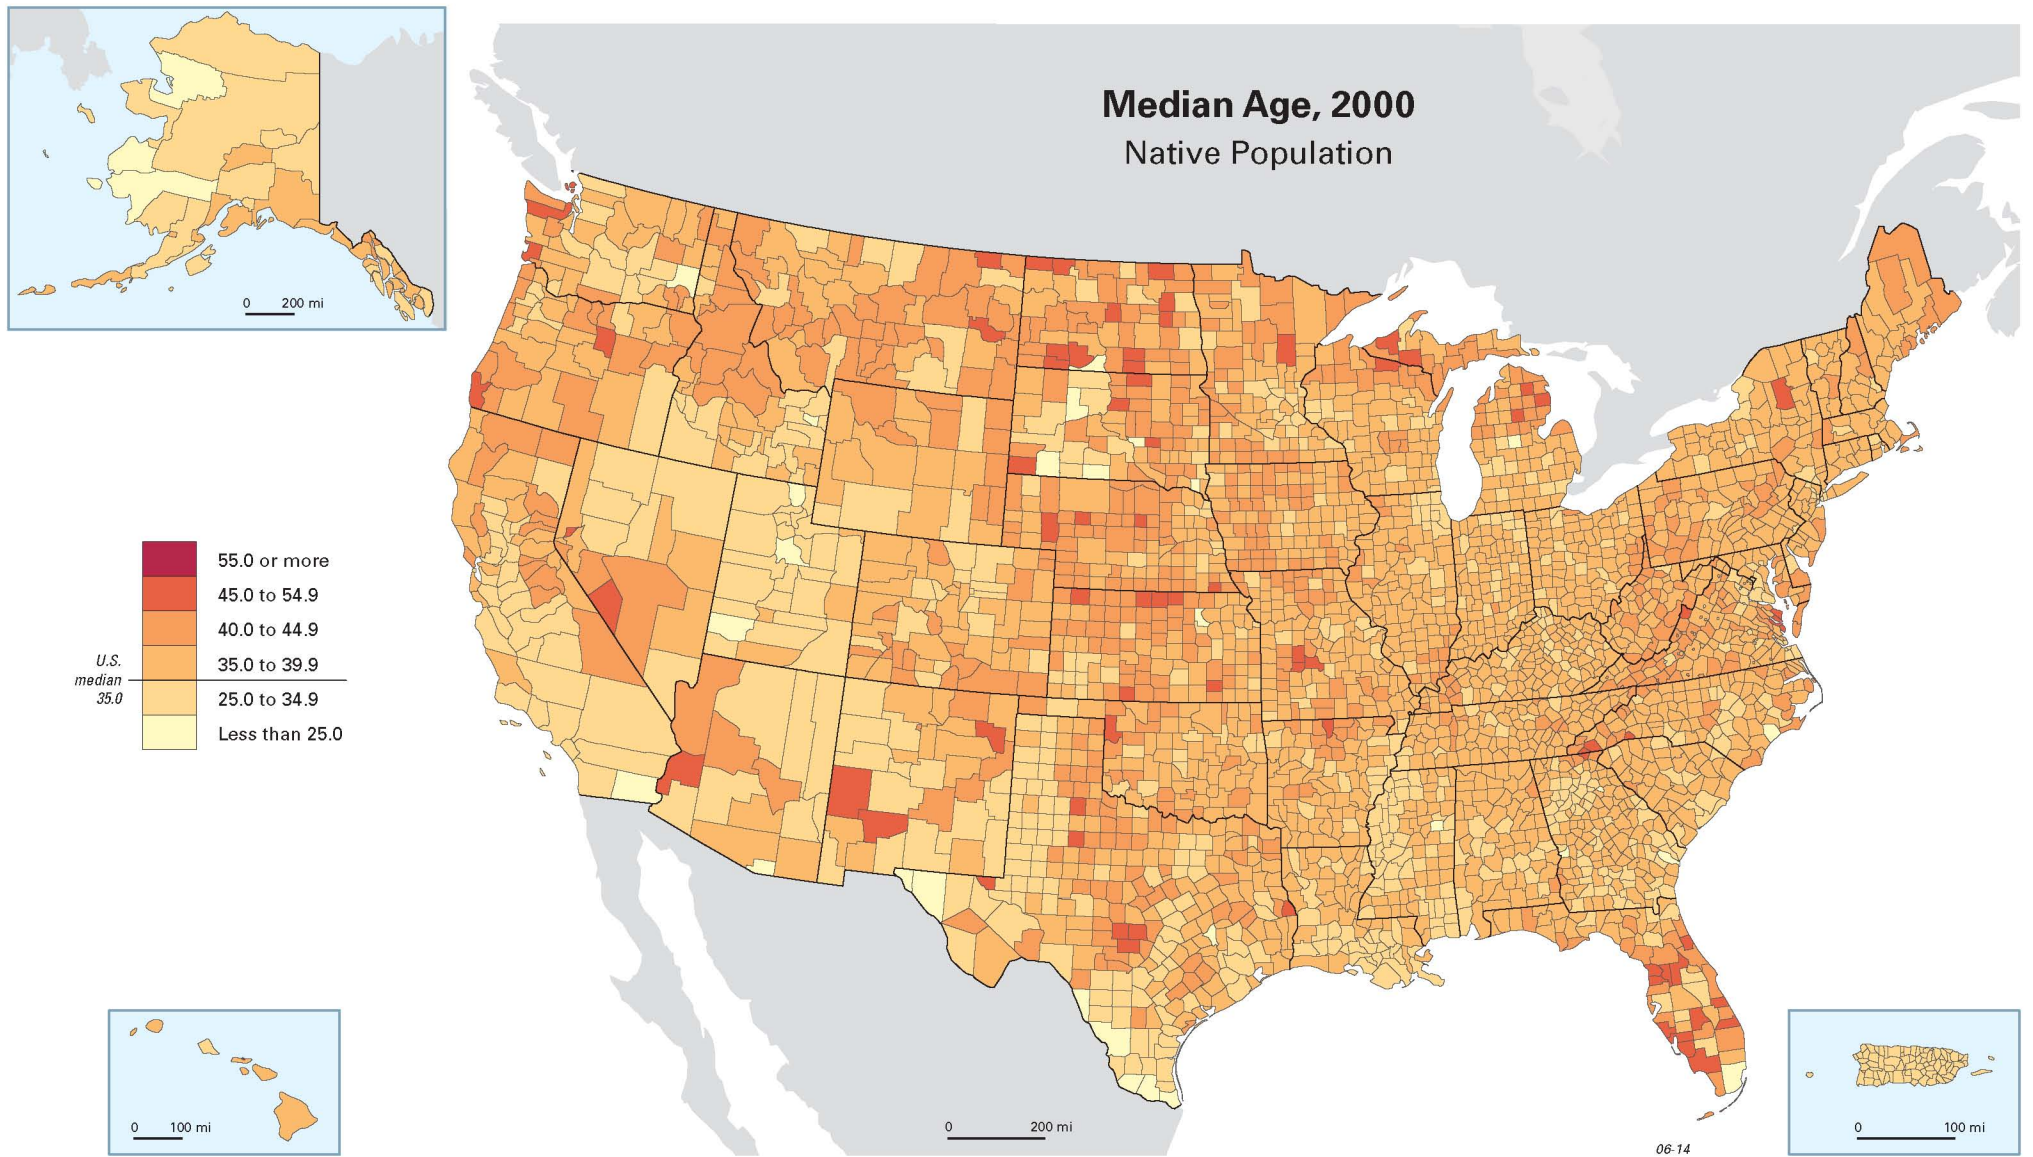 Median Age, 2000
Native Population
0 200 mi
55.0 or more
45.0 to 54.9
40.0 to 44.9
35.0 to 39.9
U.S.
median
35.0
25.0 to 34.9
Less than 25.0
0 100 mi
0 200 mi
0 100 mi
06-14